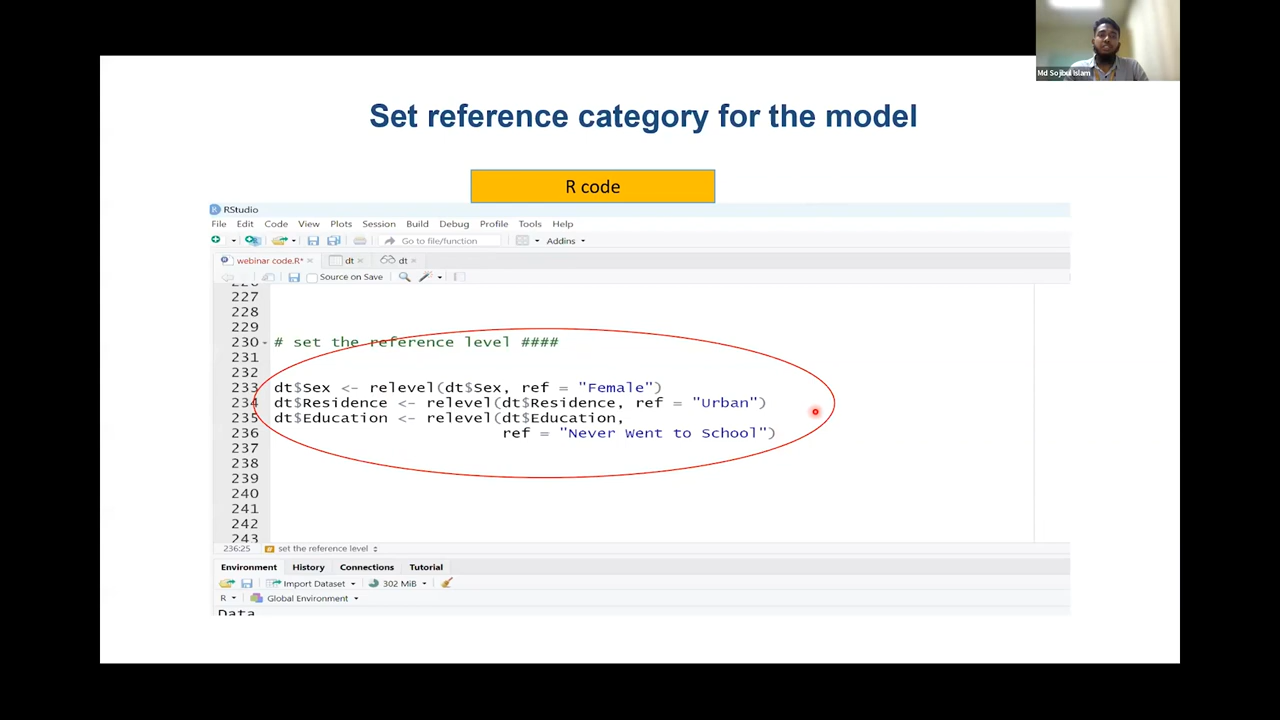 Md Sojibul Islam
Set reference category for the model
R code
RStudio
File Edit Code View Plots Session Build Debug Profile Tools Help
Go to file/function Addins
webinar code.R* dt dt
Source on Save
226
227
228
229
230 # set the reference level ####
231
232
233 dt$Sex <- relevel(dt$Sex, ref = "Female")
234 dt$Residence <- relevel(dt$Residence, ref = "Urban")
235 dt$Education <- relevel(dt$Education,
236 ref = "Never Went to School")
237
238
239
240
241
242
243
236:25 # set the reference level
Environment History Connections Tutorial
Import Dataset 302 MiB
R Global Environment
Data